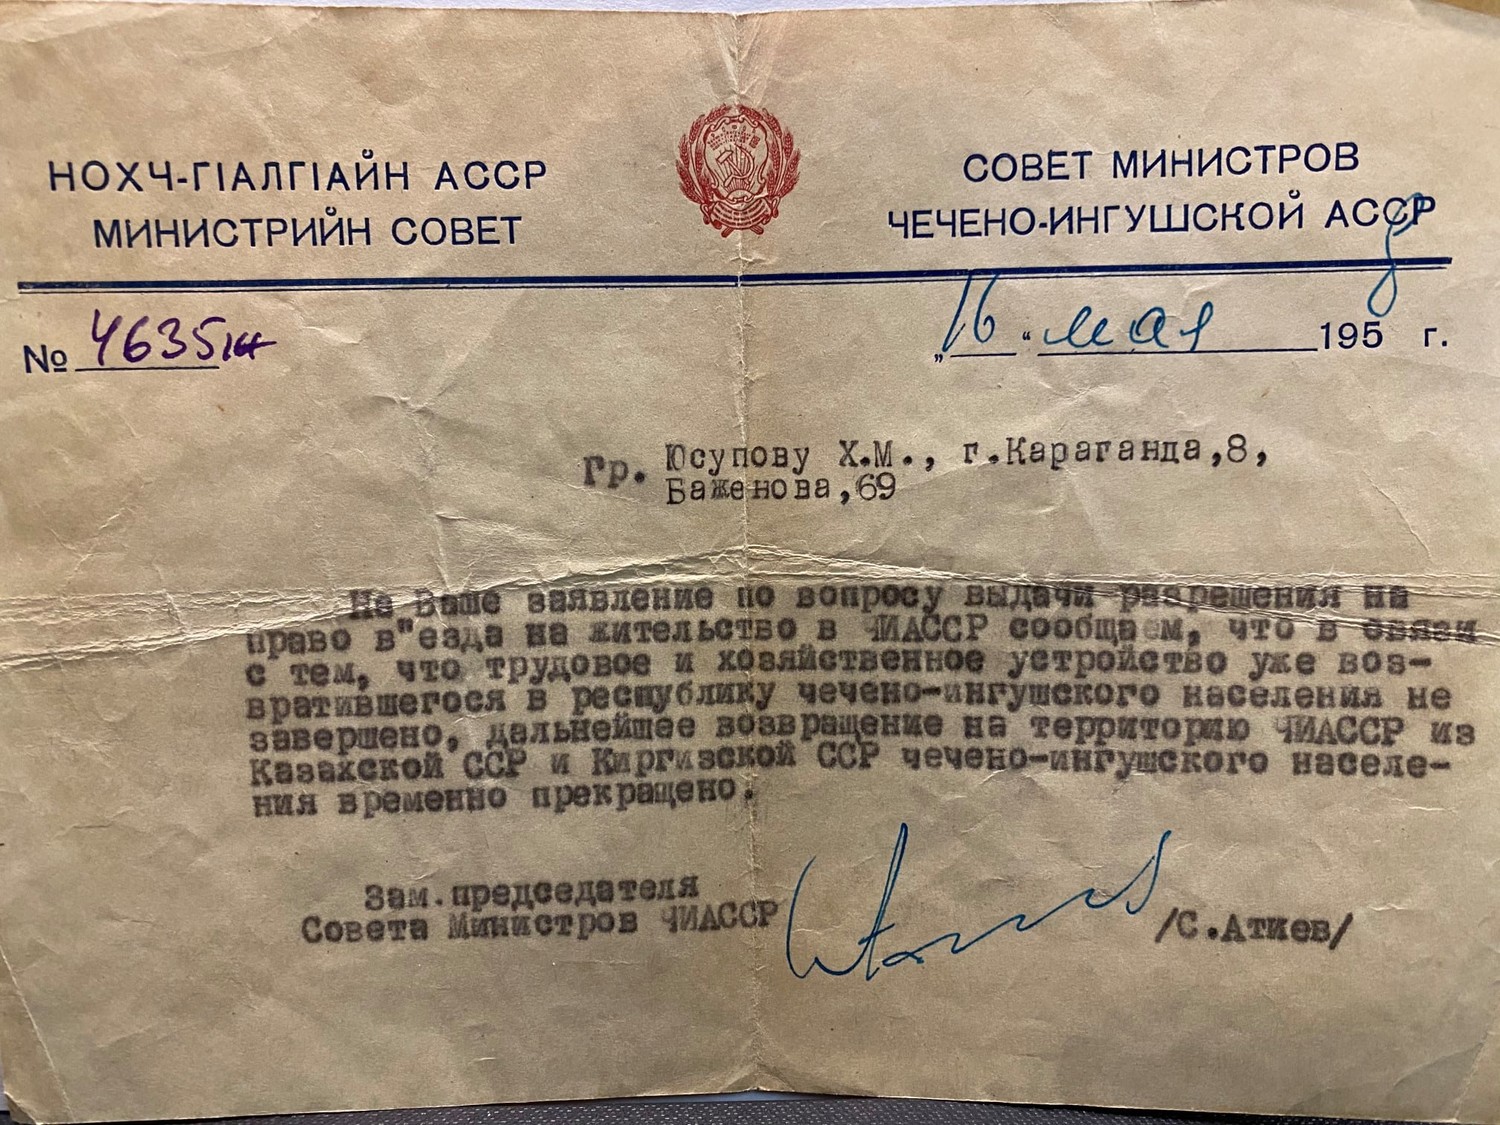 НОХЧ-ГӀАЛГӀАЙН АССР
МИНИСТРИЙН СОВЕТ
СОВЕТ МИНИСТРОВ
ЧЕЧЕНО-ИНГУШСКОЙ АССР
№ 4635
„16“ мая 1958 г.
Гр. Юсупову Х.М., г.Караганда,8,
Баженова,69
На Ваше заявление по вопросу выдачи разрешения на
право в"езда на жительство в ЧИАССР сообщаем, что в связи
с тем, что трудовое и хозяйственное устройство уже воз-
вратившегося в республику чечено-ингушского населения не
завершено, дальнейшее возвращение на территорию ЧИАССР из
Казахской ССР и Киргизской ССР чечено-ингушского населе-
ния временно прекращено.
Зам.председателя
Совета Министров ЧИАССР
/С.Атиев/